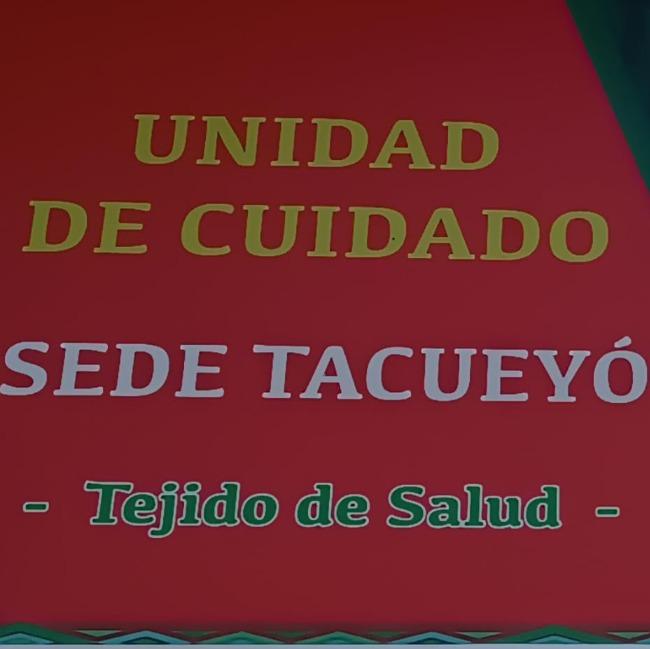 UNIDAD
DE CUIDADO
SEDE TACUEYÓ
- Tejido de Salud -